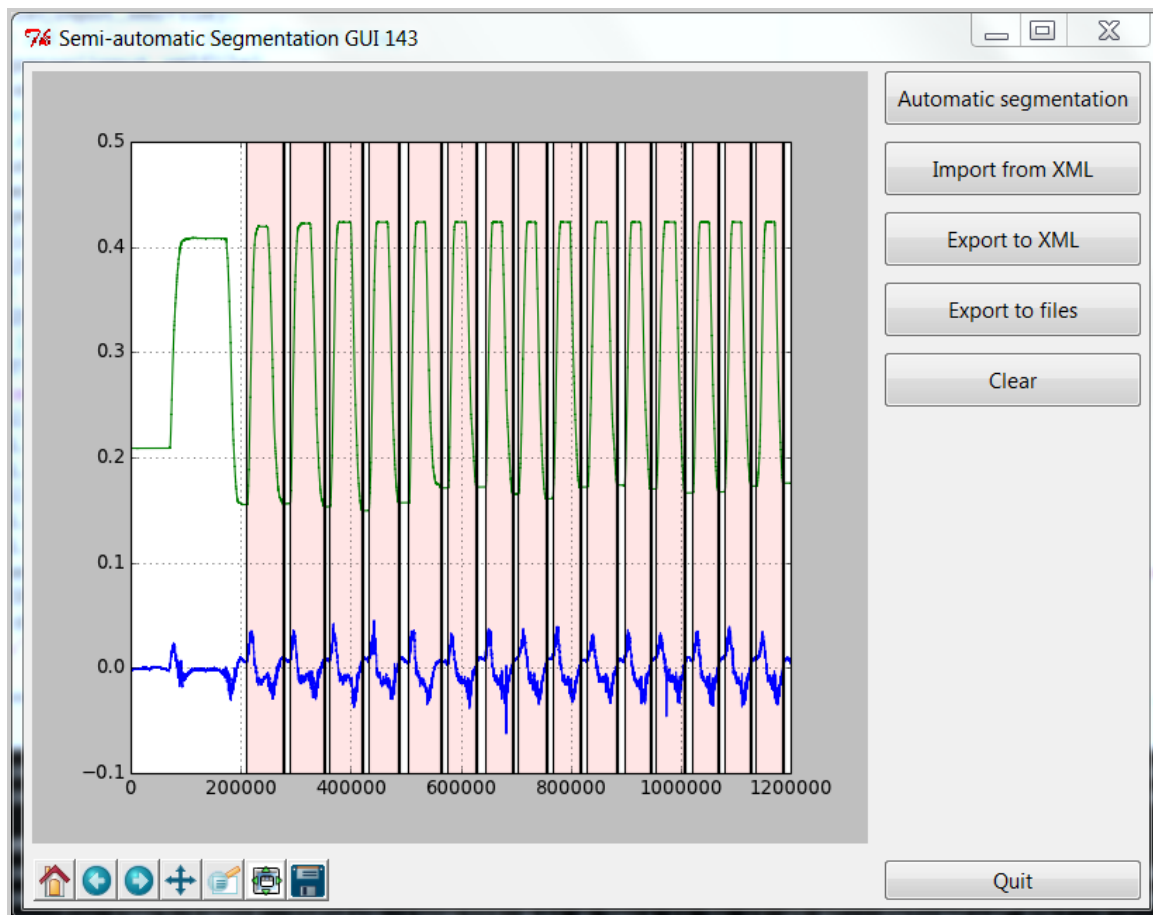 Semi-automatic Segmentation GUI 143
Automatic segmentation
Import from XML
Export to XML
Export to files
Clear
0.5
0.4
0.3
0.2
0.1
0.0
−0.1
0 200000 400000 600000 800000 1000000 1200000
Quit